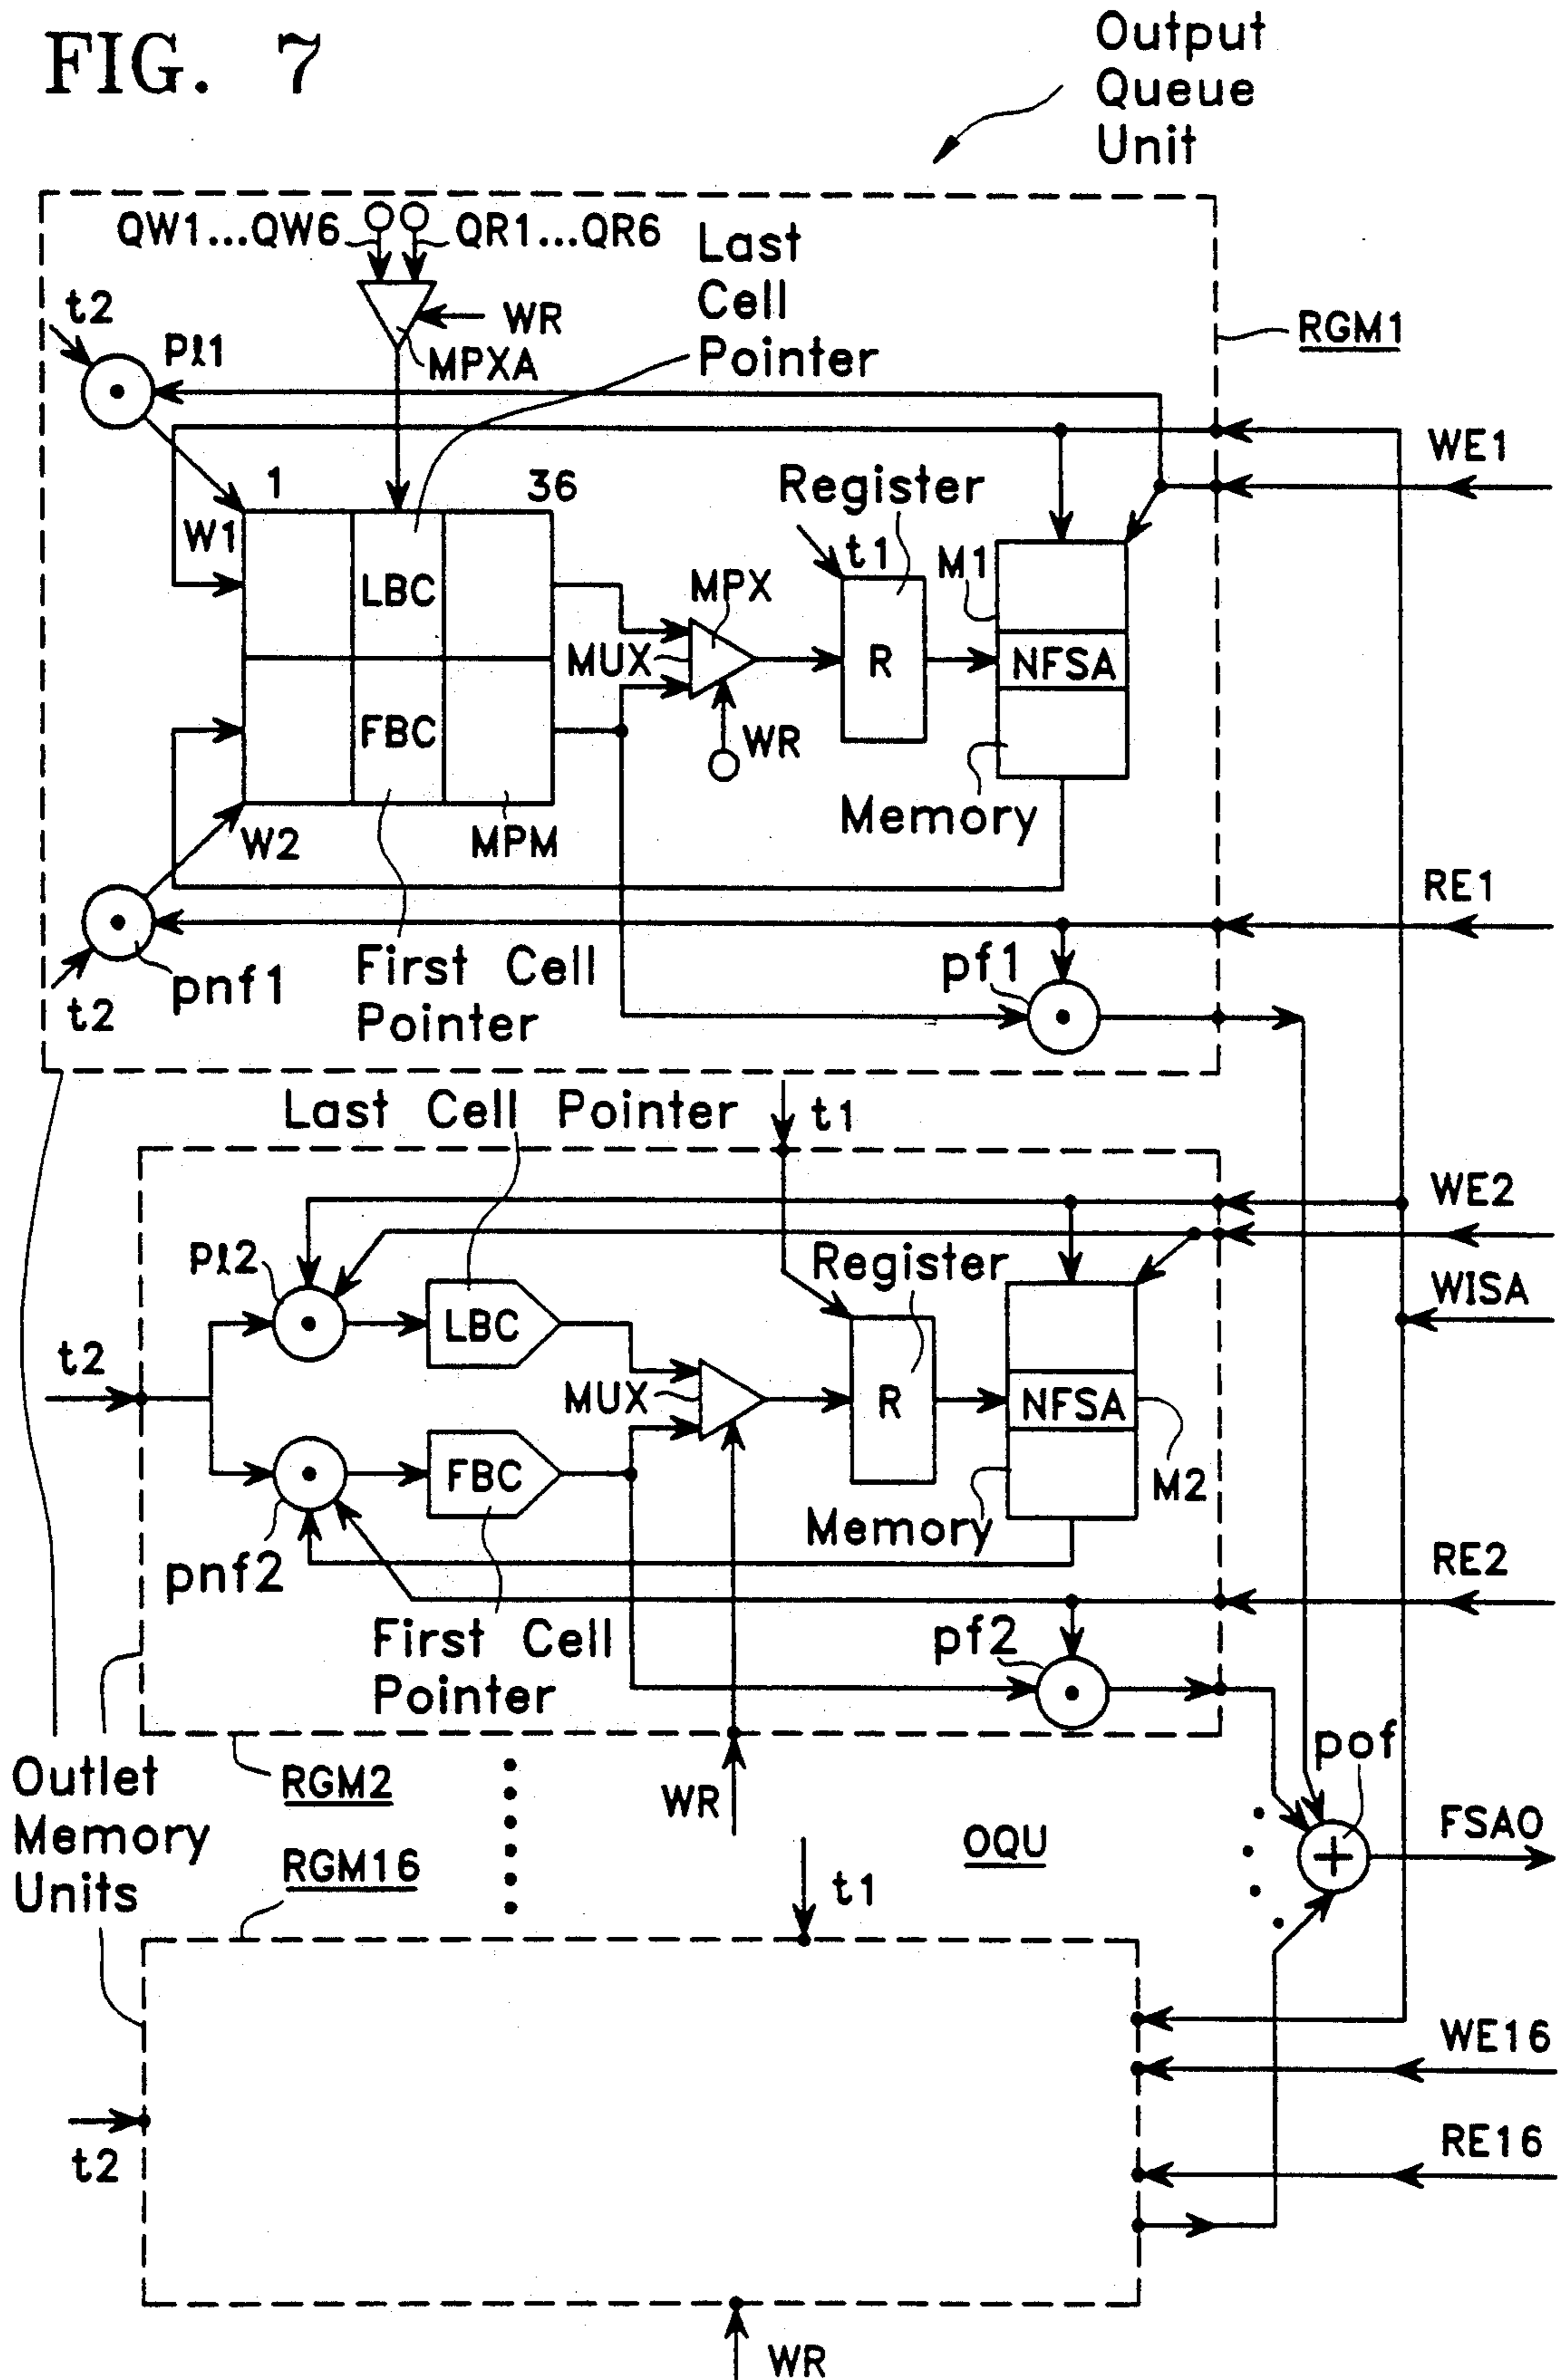 FIG. 7
Output
Queue
Unit
QW1...QW6
QR1...QR6
Last
Cell
Pointer
t2
Pℓ1
WR
MPXA
RGM1
WE1
1
36
Register
W1
t1
M1
LBC
MPX
MUX
R
NFSA
FBC
WR
Memory
W2
MPM
RE1
pnf1
t2
First Cell
Pointer
pf1
Last Cell Pointer
t1
WE2
Pℓ2
Register
WISA
LBC
t2
MUX
R
NFSA
FBC
M2
Memory
pnf2
RE2
First Cell
Pointer
pf2
pof
Outlet
Memory
Units
RGM2
WR
FSAO
OQU
RGM16
t1
WE16
t2
RE16
WR